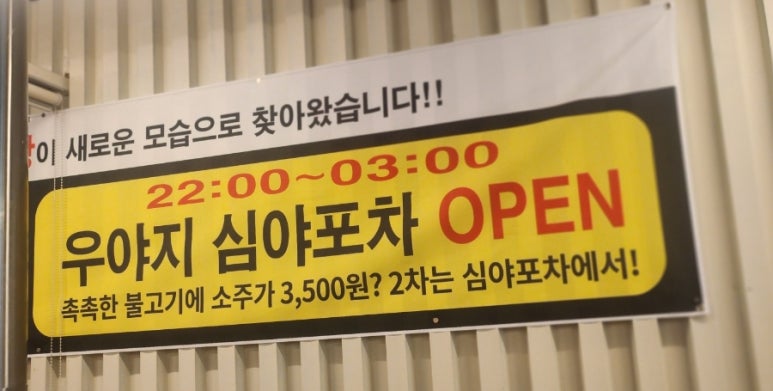 이 새로운 모습으로 찾아왔습니다!!
22:00~03:00
우야지 심야포차 OPEN
촉촉한 불고기에 소주가 3,500원? 2차는 심야포차에서!